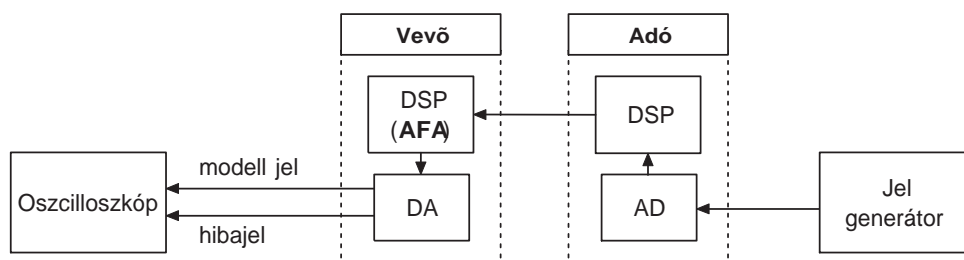 Vevõ
Adó
DSP
(AFA)
DSP
modell jel
Oszcilloszkóp
DA
AD
Jel
generátor
hibajel